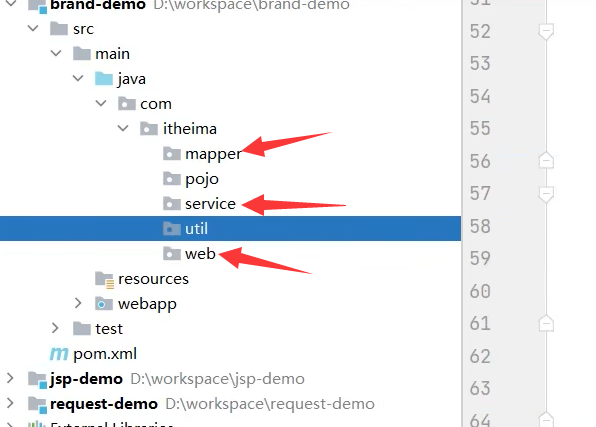 brand-demo D:\workspace\brand-demo
51
src
52
main
53
java
54
com
55
itheima
mapper
56
pojo
57
service
58
util
59
web
60
resources
61
webapp
62
test
pom.xml
63
jsp-demo D:\workspace\jsp-demo
request-demo D:\workspace\request-demo
64
External Libraries